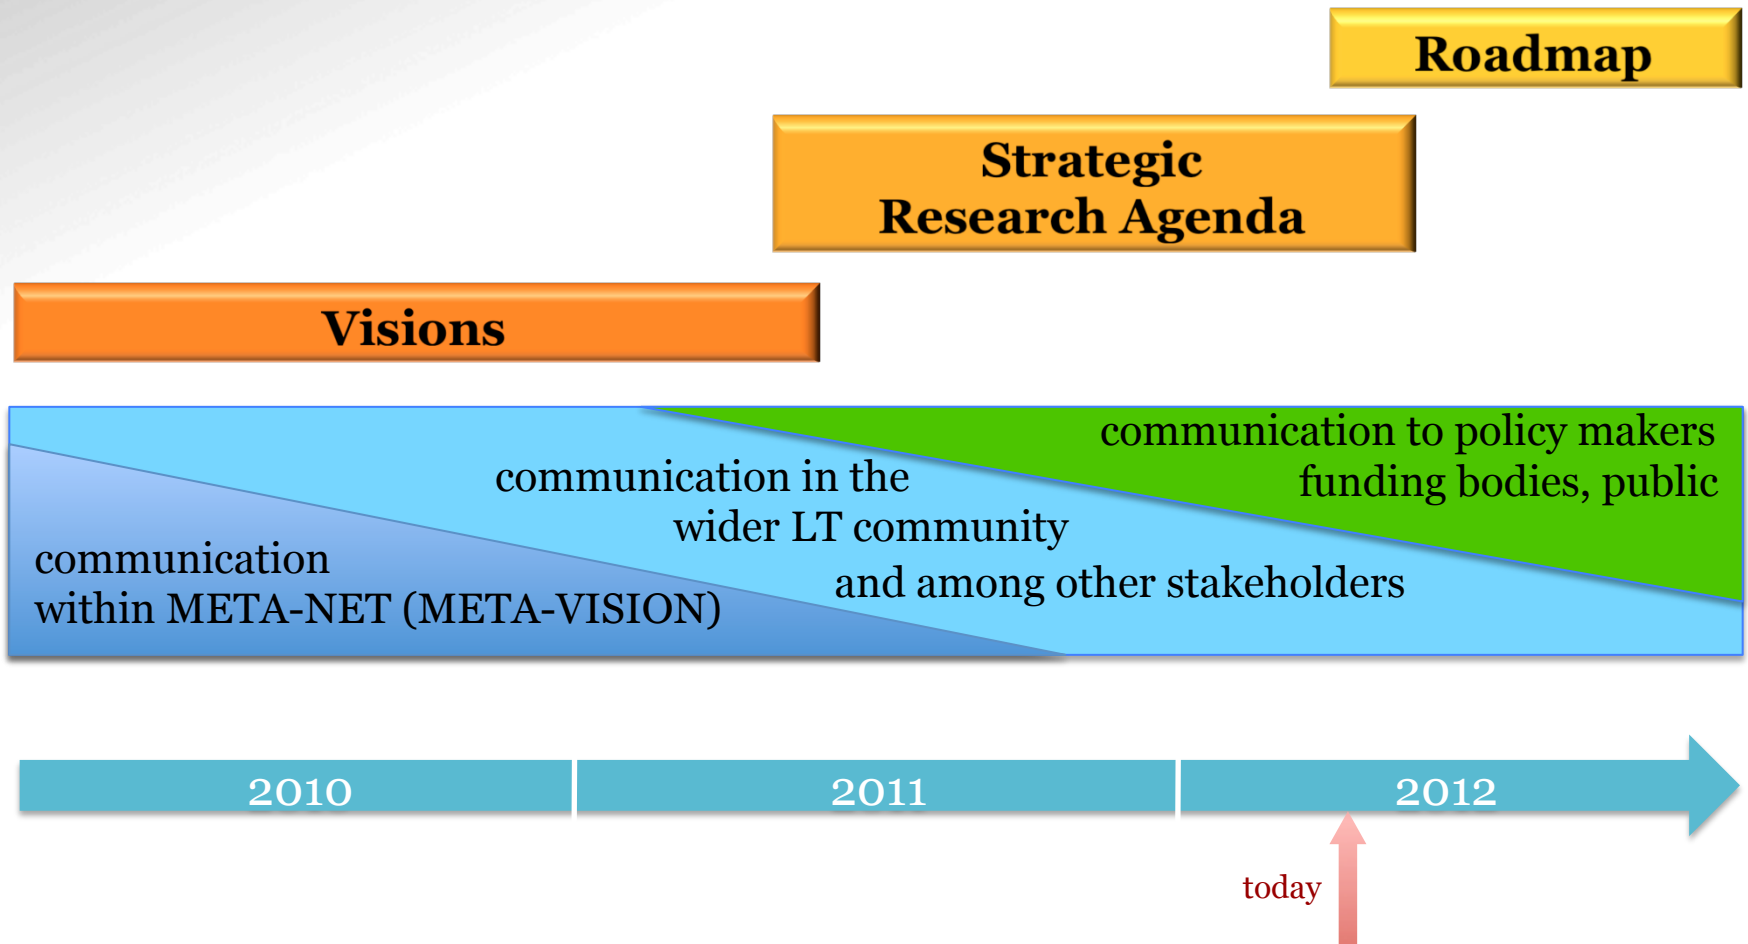 Roadmap
Strategic
Research Agenda
Visions
communication to policy makers
funding bodies, public
communication in the
wider LT community
and among other stakeholders
communication
within META-NET (META-VISION)
2010
2011
2012
today